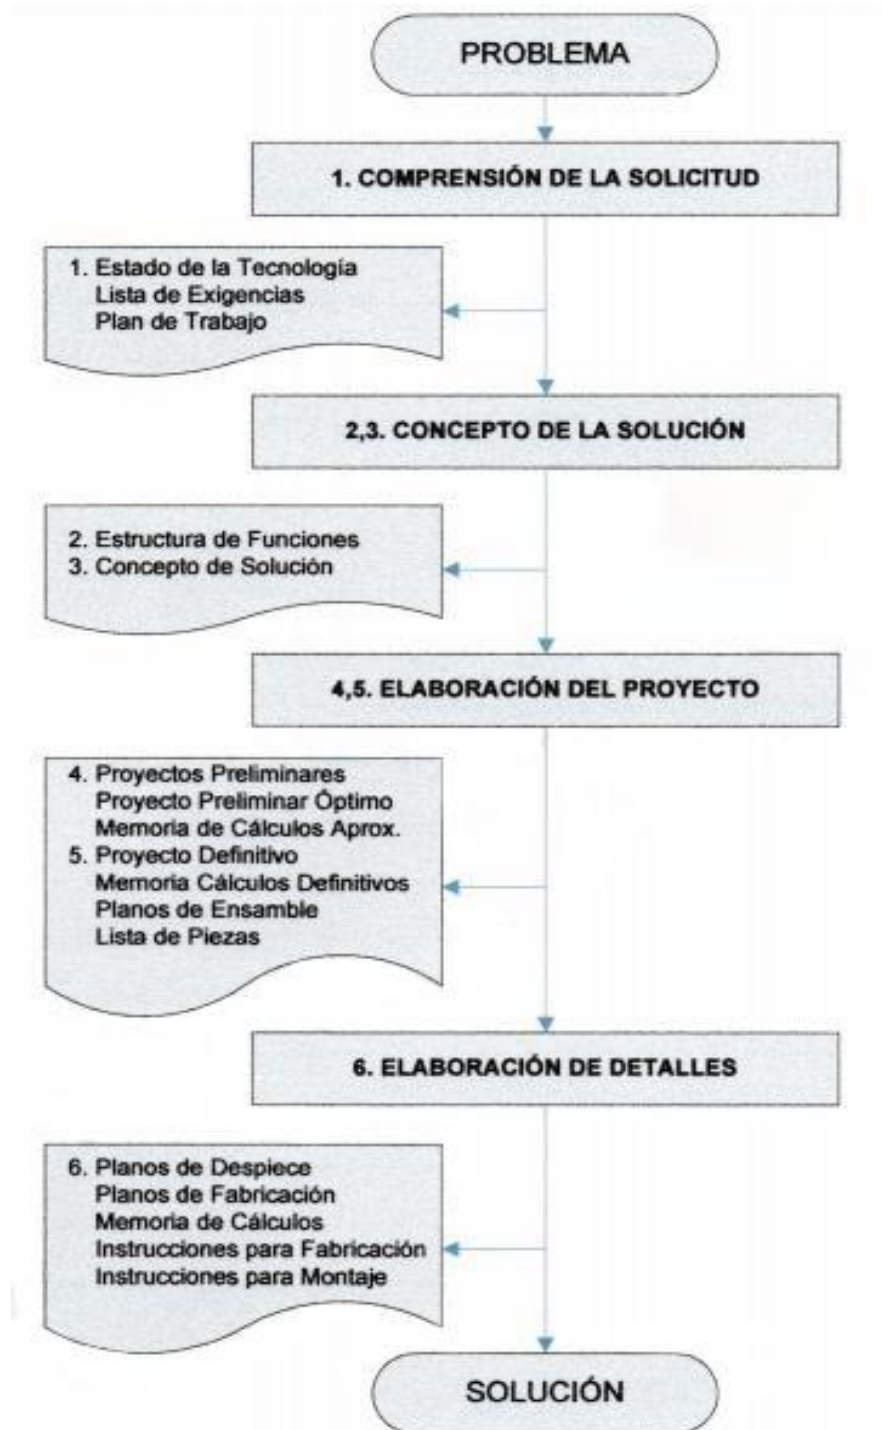 PROBLEMA
1. COMPRENSIÓN DE LA SOLICITUD
1. Estado de la Tecnología
Lista de Exigencias
Plan de Trabajo
2,3. CONCEPTO DE LA SOLUCIÓN
2. Estructura de Funciones
3. Concepto de Solución
4,5. ELABORACIÓN DEL PROYECTO
4. Proyectos Preliminares
Proyecto Preliminar Óptimo
Memoria de Cálculos Aprox.
5. Proyecto Definitivo
Memoria Cálculos Definitivos
Planos de Ensamble
Lista de Piezas
6. ELABORACIÓN DE DETALLES
6. Planos de Despiece
Planos de Fabricación
Memoria de Cálculos
Instrucciones para Fabricación
Instrucciones para Montaje
SOLUCIÓN